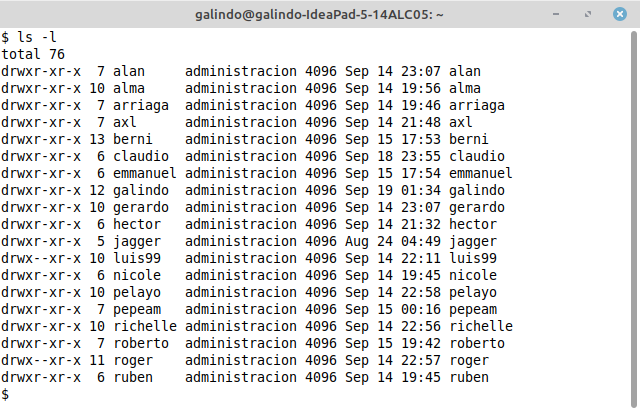 galindo@galindo-IdeaPad-5-14ALC05: ~
$ ls -l
total 76
drwxr-xr-x  7 alan     administracion 4096 Sep 14 23:07 alan
drwxr-xr-x 10 alma     administracion 4096 Sep 14 19:56 alma
drwxr-xr-x  7 arriaga  administracion 4096 Sep 14 19:46 arriaga
drwxr-xr-x  7 axl      administracion 4096 Sep 14 21:48 axl
drwxr-xr-x 13 berni    administracion 4096 Sep 15 17:53 berni
drwxr-xr-x  6 claudio  administracion 4096 Sep 18 23:55 claudio
drwxr-xr-x  6 emmanuel administracion 4096 Sep 15 17:54 emmanuel
drwxr-xr-x 12 galindo  administracion 4096 Sep 19 01:34 galindo
drwxr-xr-x 10 gerardo  administracion 4096 Sep 14 23:07 gerardo
drwxr-xr-x  6 hector   administracion 4096 Sep 14 21:32 hector
drwxr-xr-x  5 jagger   administracion 4096 Aug 24 04:49 jagger
drwx--xr-x 10 luis99   administracion 4096 Sep 14 22:11 luis99
drwxr-xr-x  6 nicole   administracion 4096 Sep 14 19:45 nicole
drwxr-xr-x 10 pelayo   administracion 4096 Sep 14 22:58 pelayo
drwxr-xr-x  7 pepeam   administracion 4096 Sep 15 00:16 pepeam
drwxr-xr-x 10 richelle administracion 4096 Sep 14 22:56 richelle
drwxr-xr-x  7 roberto  administracion 4096 Sep 15 19:42 roberto
drwx--xr-x 11 roger    administracion 4096 Sep 14 22:57 roger
drwxr-xr-x  6 ruben    administracion 4096 Sep 14 19:45 ruben
$